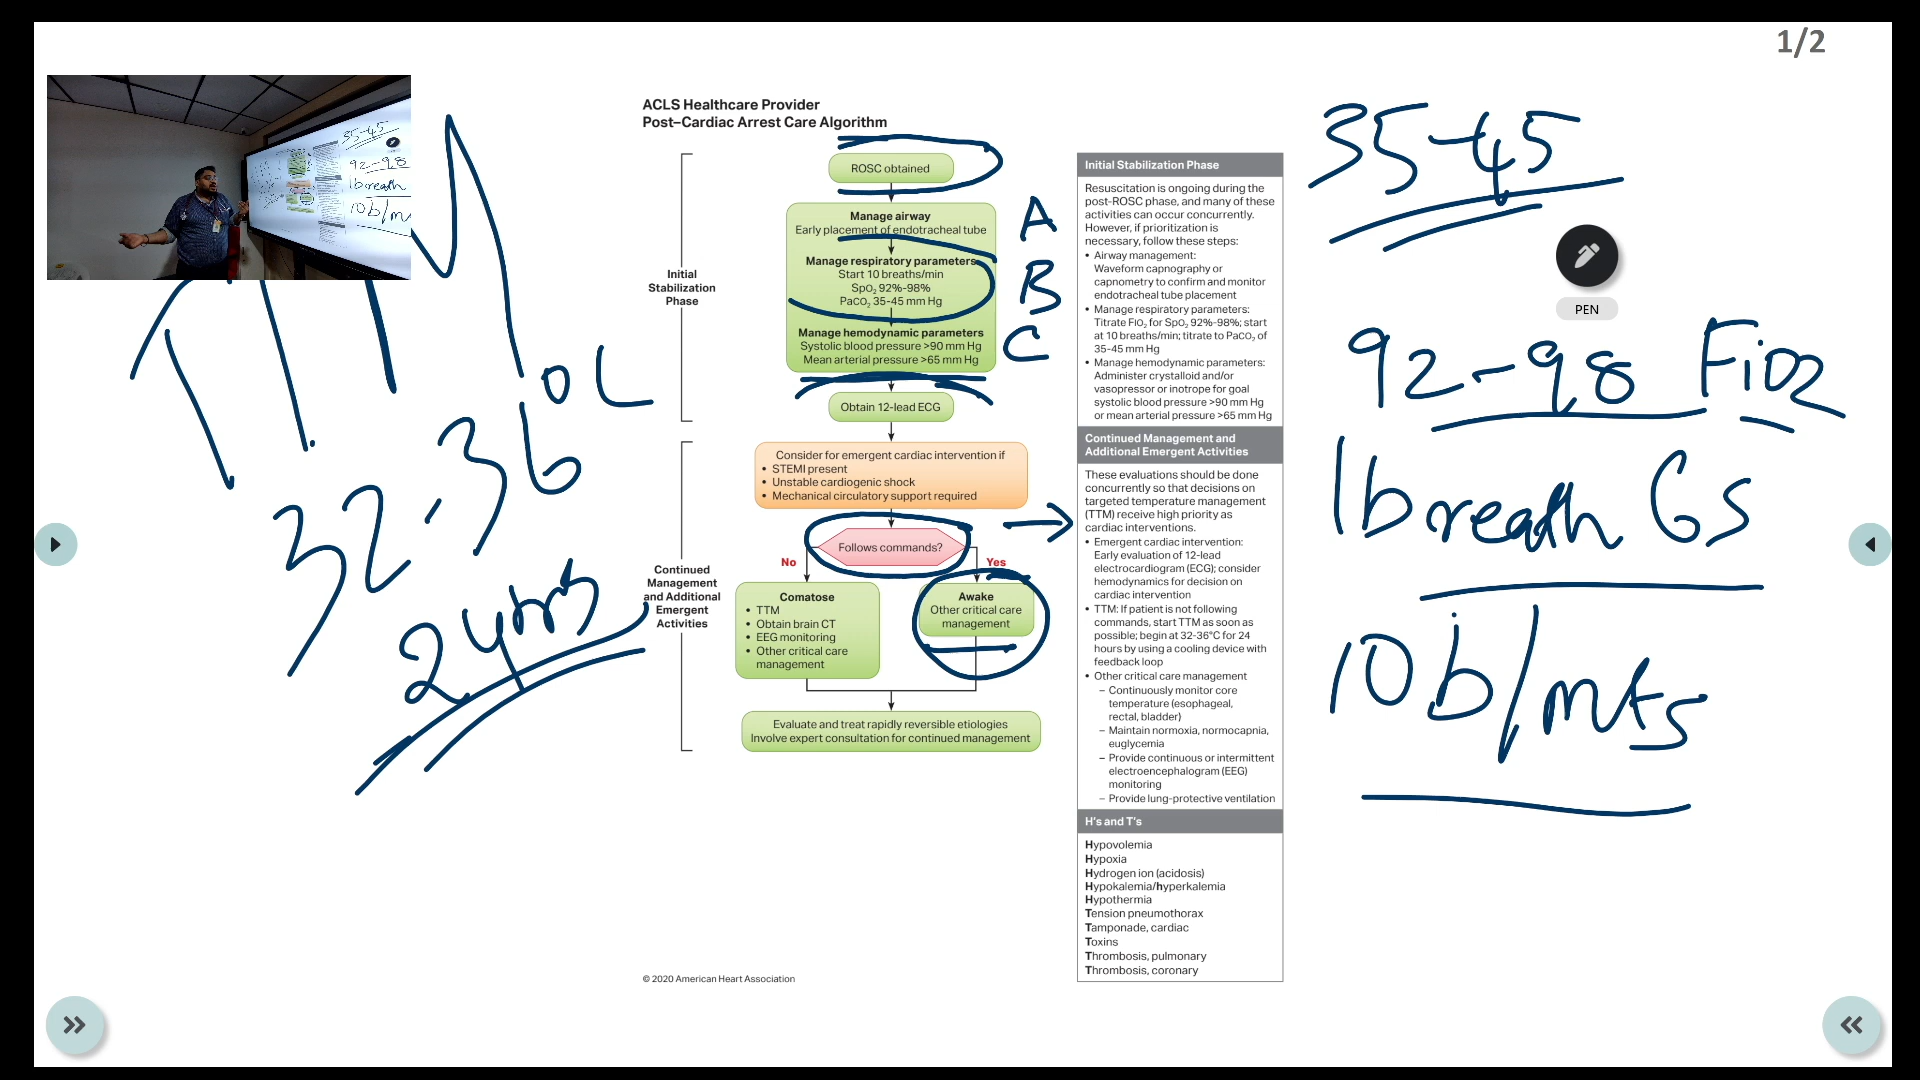 1/2
ACLS Healthcare Provider
Post–Cardiac Arrest Care Algorithm
Initial
Stabilization
Phase
ROSC obtained
Manage airway
Early placement of endotracheal tube
Manage respiratory parameters
Start 10 breaths/min
SpO₂ 92%-98%
PaCO₂ 35-45 mm Hg
Manage hemodynamic parameters
Systolic blood pressure >90 mm Hg
Mean arterial pressure >65 mm Hg
A
B
C
Obtain 12-lead ECG
Continued
Management
and Additional
Emergent
Activities
Consider for emergent cardiac intervention if
• STEMI present
• Unstable cardiogenic shock
• Mechanical circulatory support required
Follows commands?
No
Yes
Comatose
• TTM
• Obtain brain CT
• EEG monitoring
• Other critical care
management
Awake
Other critical care
management
Evaluate and treat rapidly reversible etiologies
Involve expert consultation for continued management
© 2020 American Heart Association
Initial Stabilization Phase
Resuscitation is ongoing during the
post-ROSC phase, and many of these
activities can occur concurrently.
However, if prioritization is
necessary, follow these steps:
• Airway management:
Waveform capnography or
capnometry to confirm and monitor
endotracheal tube placement
• Manage respiratory parameters:
Titrate FIO₂ for SpO₂ 92%-98%; start
at 10 breaths/min; titrate to PaCO₂ of
35-45 mm Hg
• Manage hemodynamic parameters:
Administer crystalloid and/or
vasopressor or inotrope for goal
systolic blood pressure >90 mm Hg
or mean arterial pressure >65 mm Hg
Continued Management and
Additional Emergent Activities
These evaluations should be done
concurrently so that decisions on
targeted temperature management
(TTM) receive high priority as
cardiac interventions.
• Emergent cardiac intervention:
Early evaluation of 12-lead
electrocardiogram (ECG); consider
hemodynamics for decision on
cardiac intervention
• TTM: If patient is not following
commands, start TTM as soon as
possible; begin at 32-36°C for 24
hours by using a cooling device with
feedback loop
• Other critical care management
– Continuously monitor core
temperature (esophageal,
rectal, bladder)
– Maintain normoxia, normocapnia,
euglycemia
– Provide continuous or intermittent
electroencephalogram (EEG)
monitoring
– Provide lung-protective ventilation
H's and T's
Hypovolemia
Hypoxia
Hydrogen ion (acidosis)
Hypokalemia/hyperkalemia
Hypothermia
Tension pneumothorax
Tamponade, cardiac
Toxins
Thrombosis, pulmonary
Thrombosis, coronary
35-45
PEN
92-98 FiO2
1breath 6s
10b/mts
32-36°C
24hrs